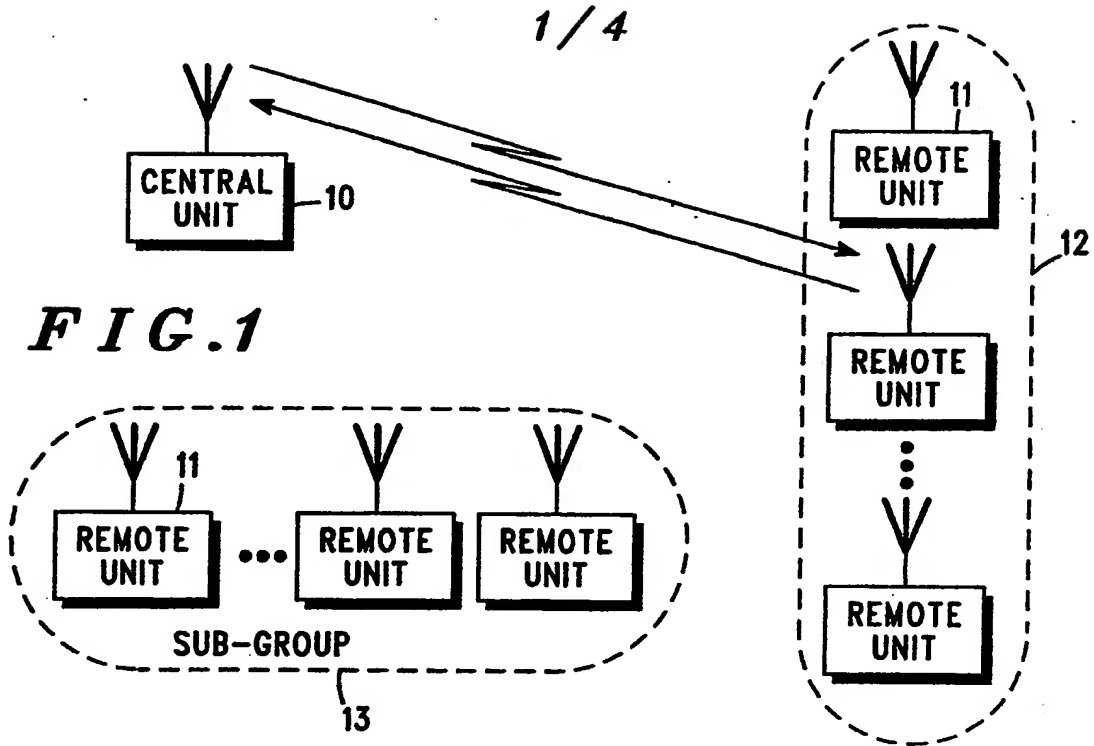 1/4
CENTRAL
UNIT
10
FIG.1
11
REMOTE
UNIT
12
REMOTE
UNIT
REMOTE
UNIT
11
REMOTE
UNIT
REMOTE
UNIT
REMOTE
UNIT
SUB-GROUP
13